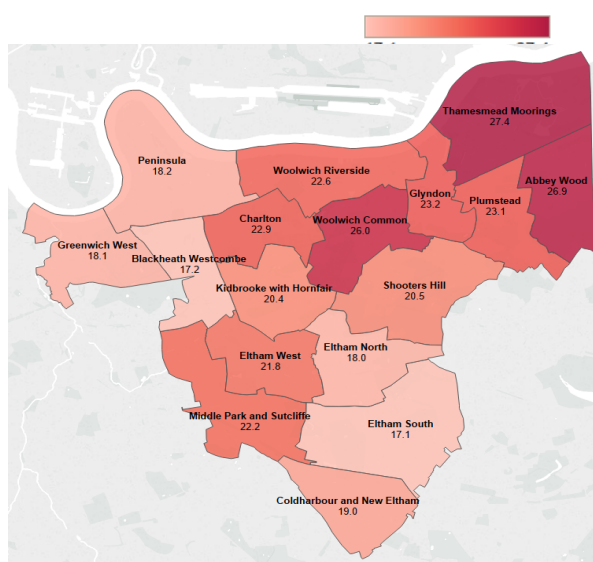 Thamesmead Moorings
27.4
Peninsula
18.2
Woolwich Riverside
22.6
Glyndon
23.2
Plumstead
23.1
Abbey Wood
26.9
Charlton
22.9
Woolwich Common
26.0
Greenwich West
18.1
Blackheath Westcombe
17.2
Kidbrooke with Hornfair
20.4
Shooters Hill
20.5
Eltham North
18.0
Eltham West
21.8
Middle Park and Sutcliffe
22.2
Eltham South
17.1
Coldharbour and New Eltham
19.0